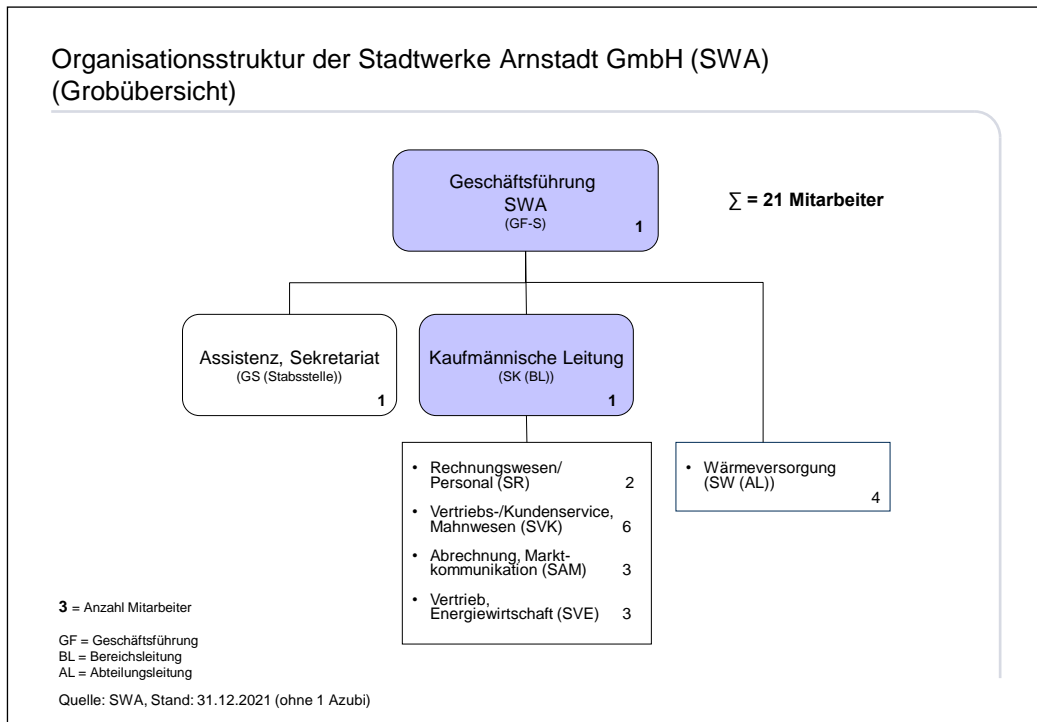 Organisationsstruktur der Stadtwerke Arnstadt GmbH (SWA)
(Grobübersicht)
Geschäftsführung
SWA
(GF-S)
1
∑ = 21 Mitarbeiter
Assistenz, Sekretariat
(GS (Stabsstelle))
1
Kaufmännische Leitung
(SK (BL))
1
• Rechnungswesen/
Personal (SR) 2
• Vertriebs-/Kundenservice,
Mahnwesen (SVK) 6
• Abrechnung, Markt-
kommunikation (SAM) 3
• Vertrieb,
Energiewirtschaft (SVE) 3
• Wärmeversorgung
(SW (AL))
4
3 = Anzahl Mitarbeiter
GF = Geschäftsführung
BL = Bereichsleitung
AL = Abteilungsleitung
Quelle: SWA, Stand: 31.12.2021 (ohne 1 Azubi)